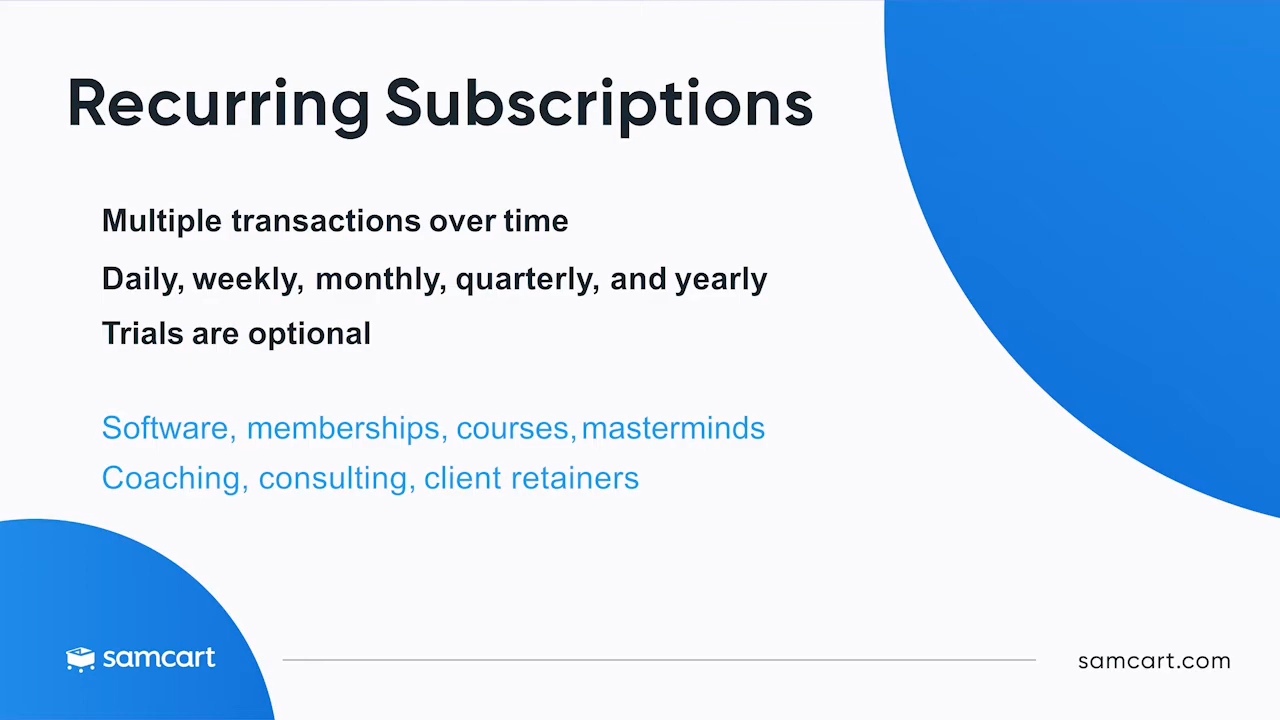 Recurring Subscriptions
Multiple transactions over time
Daily, weekly, monthly, quarterly, and yearly
Trials are optional
Software, memberships, courses, masterminds
Coaching, consulting, client retainers
samcart
samcart.com